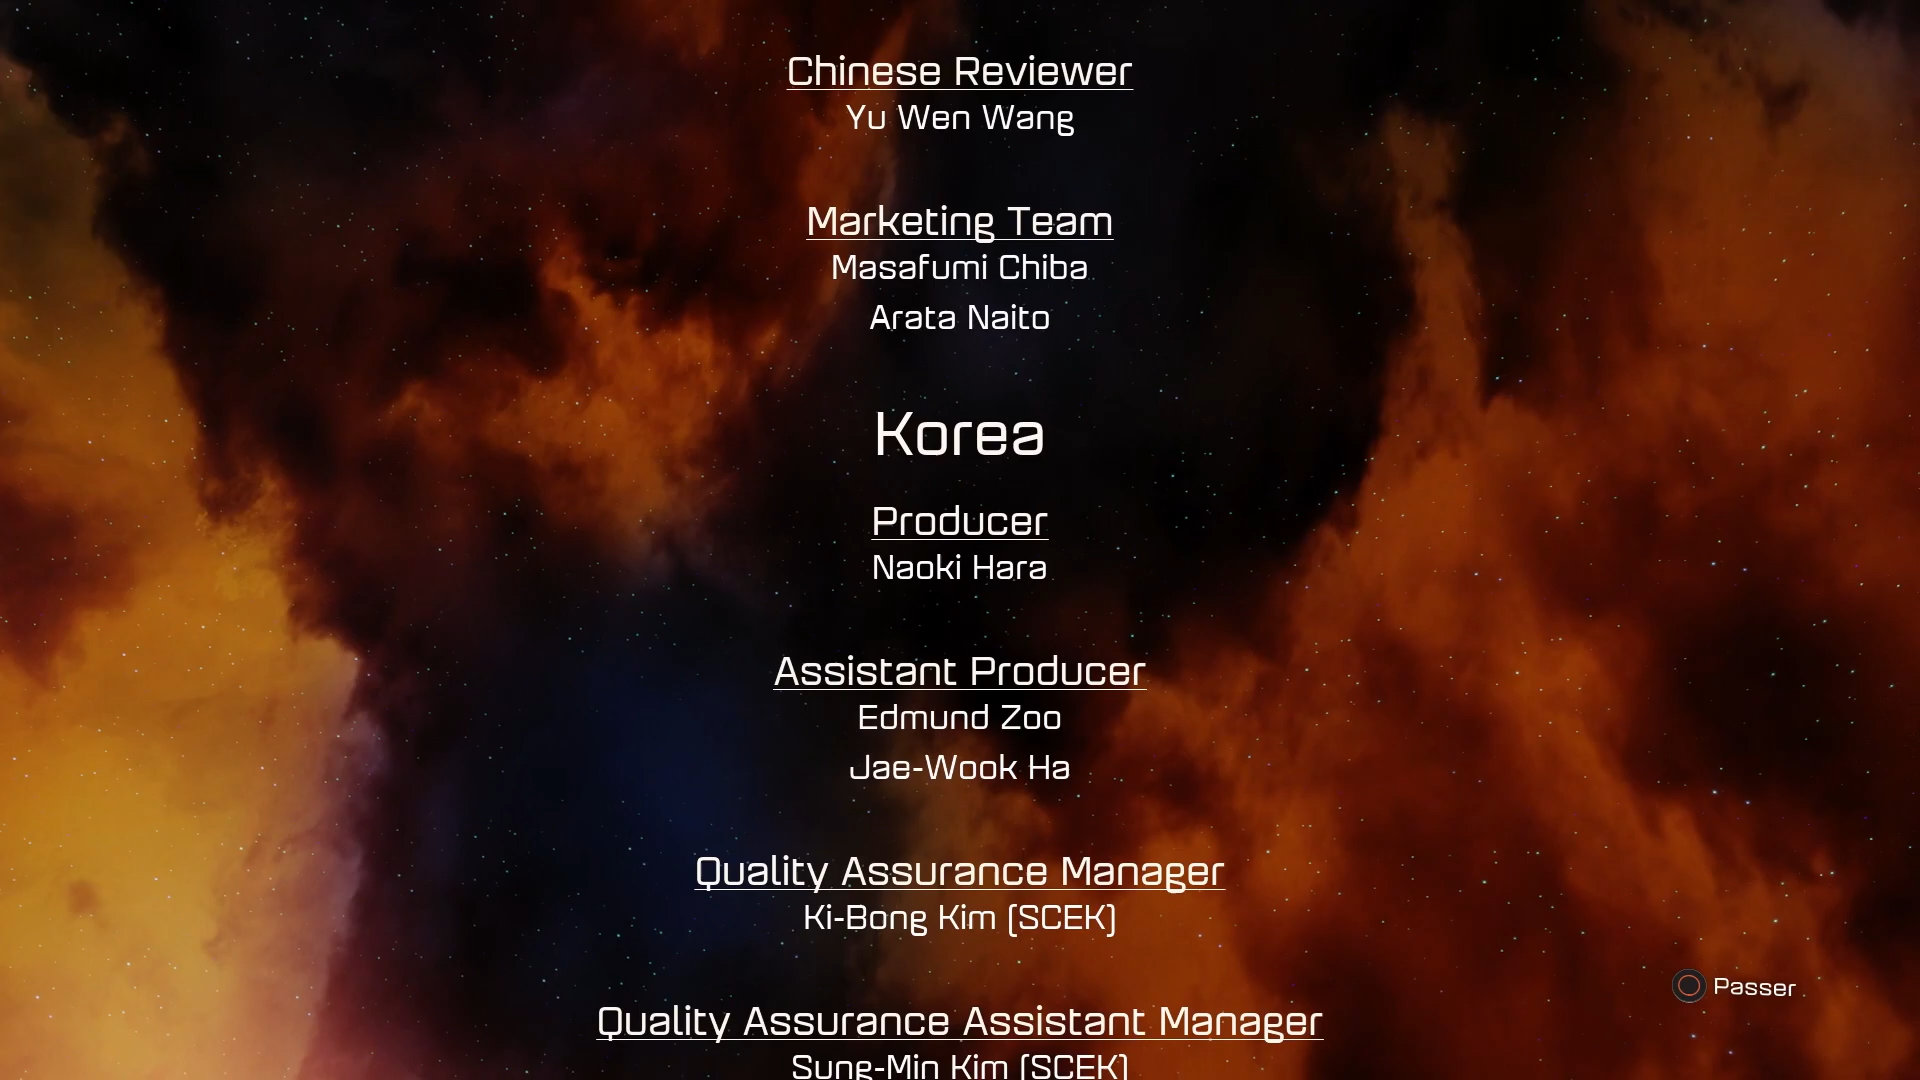 Chinese Reviewer
Yu Wen Wang
Marketing Team
Masafumi Chiba
Arata Naito
Korea
Producer
Naoki Hara
Assistant Producer
Edmund Zoo
Jae-Wook Ha
Quality Assurance Manager
Ki-Bong Kim (SCEK)
Passer
Quality Assurance Assistant Manager
Sung-Min Kim (SCEK)